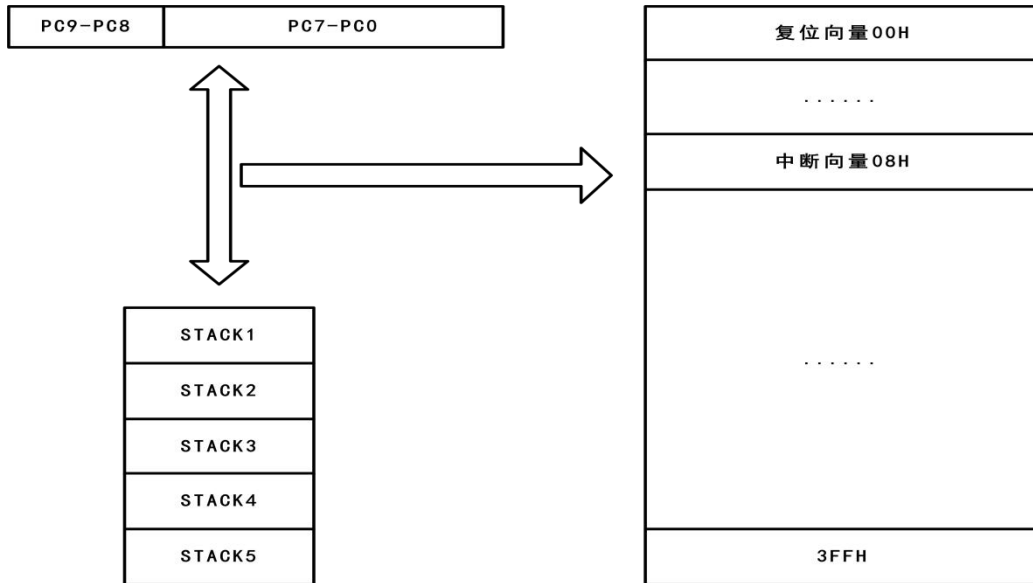 PC9-PC8
PC7-PC0
复位向量00H
......
中断向量08H
......
3FFH
STACK1
STACK2
STACK3
STACK4
STACK5